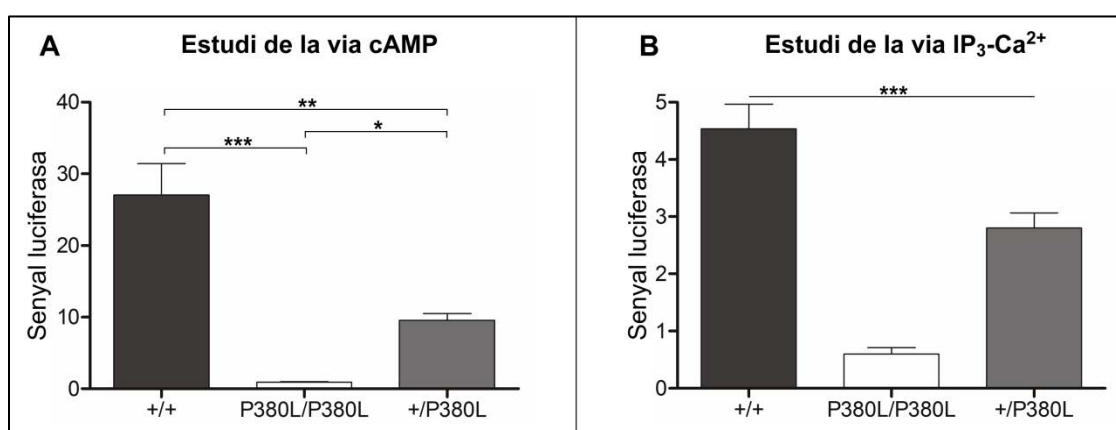 A
Estudi de la via cAMP
Senyal luciferasa
40
30
20
10
0
**
*
***
+/+
P380L/P380L
+/P380L
B
Estudi de la via IP₃-Ca²⁺
Senyal luciferasa
5
4
3
2
1
0
***
+/+
P380L/P380L
+/P380L